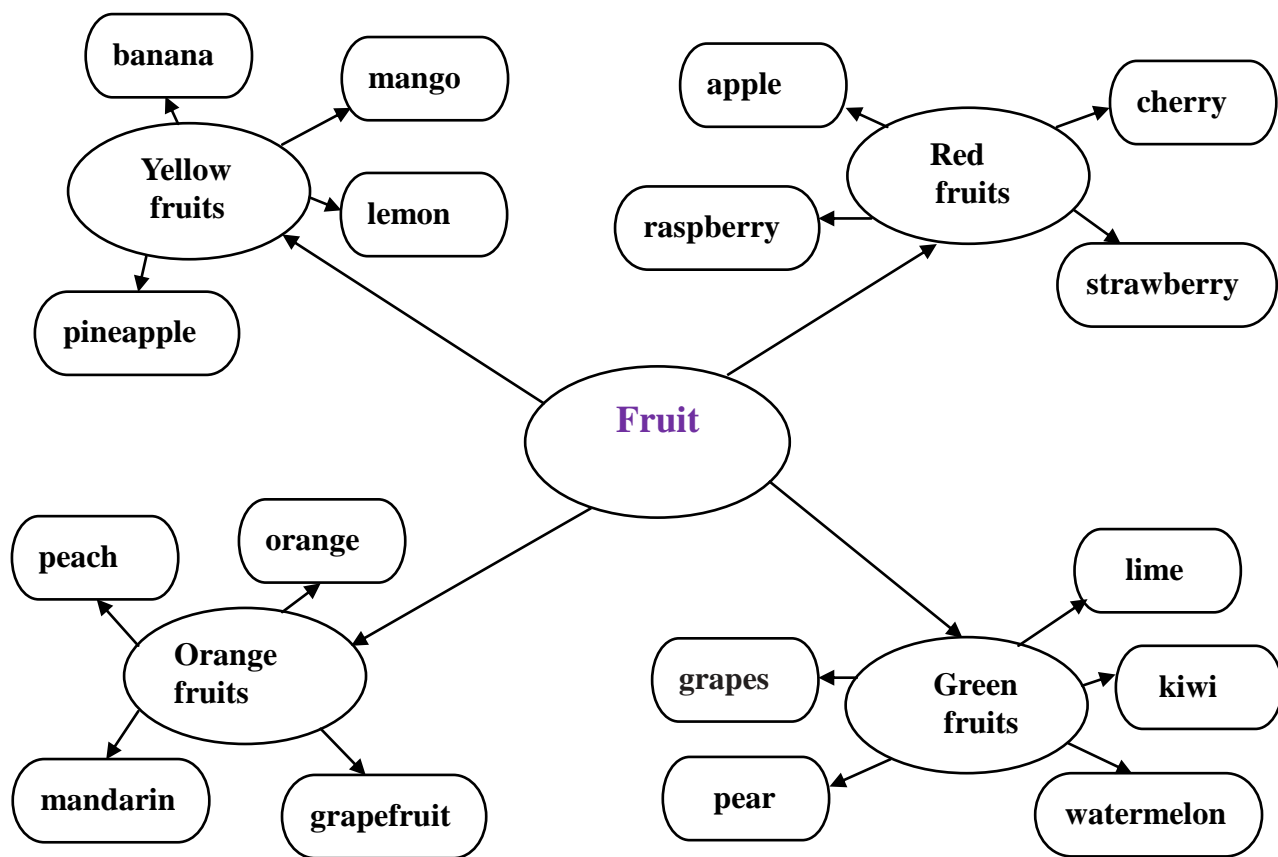 banana
mango
Yellow
fruits
lemon
pineapple
apple
cherry
Red
fruits
raspberry
strawberry
Fruit
peach
orange
Orange
fruits
mandarin
grapefruit
lime
grapes
Green
fruits
kiwi
pear
watermelon